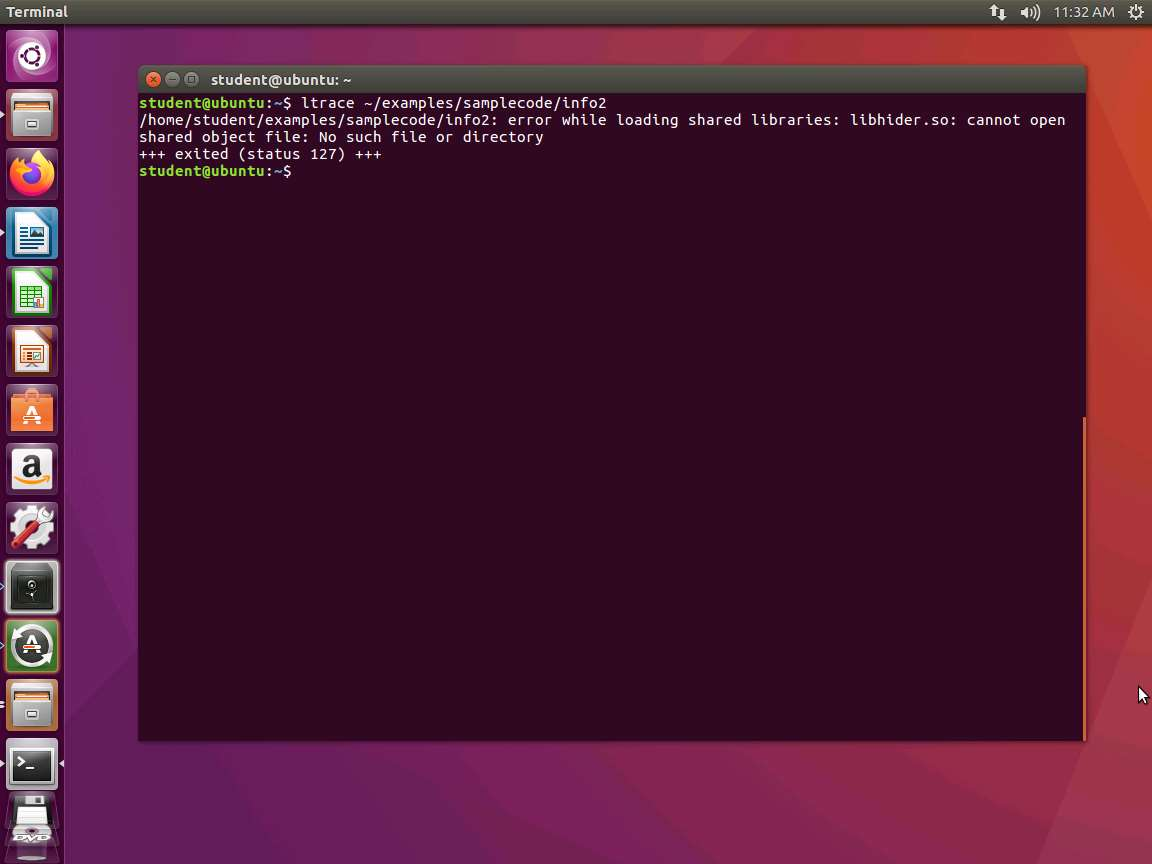 Terminal
11:32 AM
student@ubuntu: ~
student@ubuntu:~$ ltrace ~/examples/samplecode/info2
/home/student/examples/samplecode/info2: error while loading shared libraries: libhider.so: cannot open
shared object file: No such file or directory
+++ exited (status 127) +++
student@ubuntu:~$
a
>_
DVD